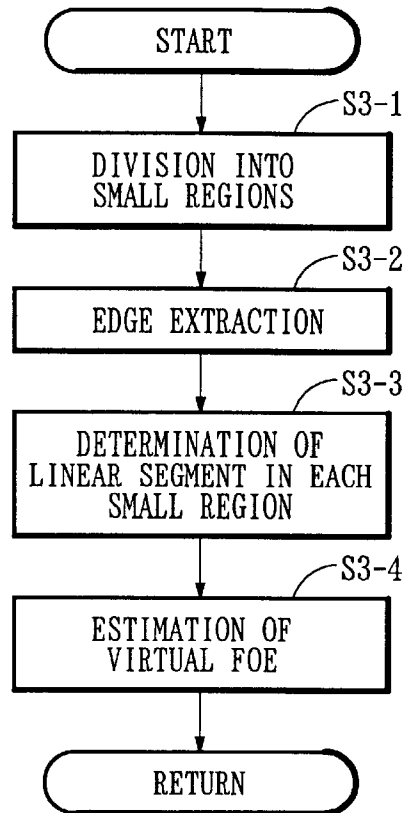 START
S3-1
DIVISION INTO
SMALL REGIONS
S3-2
EDGE EXTRACTION
S3-3
DETERMINATION OF
LINEAR SEGMENT IN EACH
SMALL REGION
S3-4
ESTIMATION OF
VIRTUAL FOE
RETURN